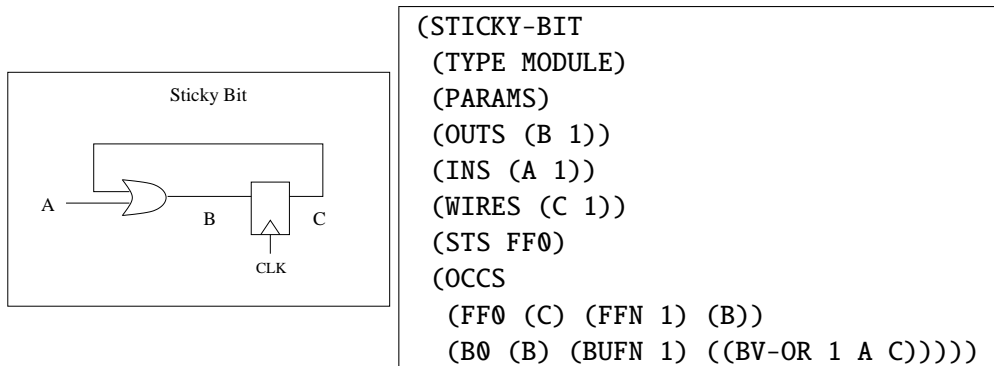 Sticky Bit
A
B
C
CLK
(STICKY-BIT
(TYPE MODULE)
(PARAMS)
(OUTS (B 1))
(INS (A 1))
(WIRES (C 1))
(STS FF0)
(OCCS
(FF0 (C) (FFN 1) (B))
(B0 (B) (BUFN 1) ((BV-OR 1 A C)))))